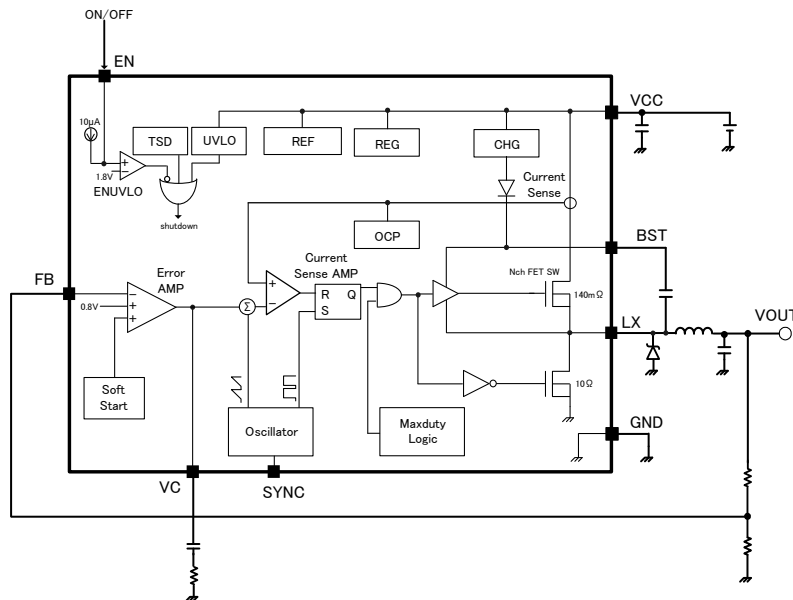 ON/OFF
EN
VCC
10μA
TSD
UVLO
REF
REG
CHG
1.8V
ENUVLO
shutdown
Current
Sense
OCP
BST
FB
Error
AMP
Current
Sense AMP
Nch FET SW
0.8V
Σ
R Q
S
140mΩ
LX
VOUT
Soft
Start
10Ω
Oscillator
Maxduty
Logic
GND
VC
SYNC